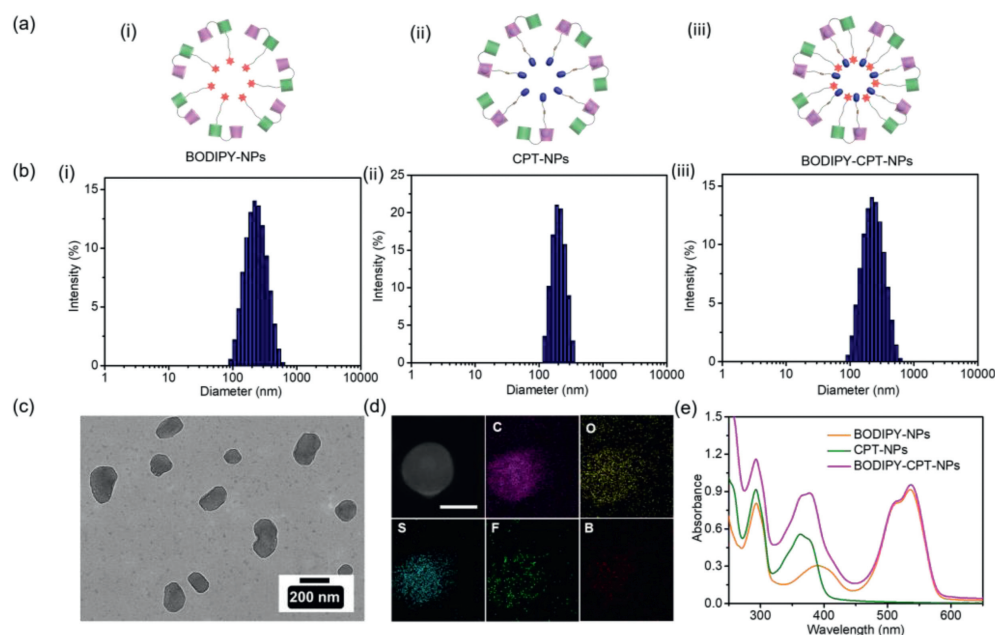 (a)
(i)
(ii)
(iii)
BODIPY-NPs
CPT-NPs
BODIPY-CPT-NPs
(b)
(i)
15
10
5
0
Intensity (%)
1 10 100 1000 10000
Diameter (nm)
(ii)
25
20
15
10
5
0
Intensity (%)
1 10 100 1000 10000
Diameter (nm)
(iii)
15
10
5
0
Intensity (%)
1 10 100 1000 10000
Diameter (nm)
(c)
200 nm
(d)
C
O
S
F
B
(e)
1.5
1.2
0.9
0.6
0.3
0.0
Absorbance
BODIPY-NPs
CPT-NPs
BODIPY-CPT-NPs
300 400 500 600
Wavelength (nm)